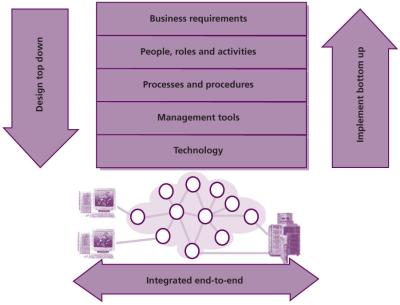 Design top down
Business requirements
People, roles and activities
Processes and procedures
Management tools
Technology
Implement bottom up
Integrated end-to-end